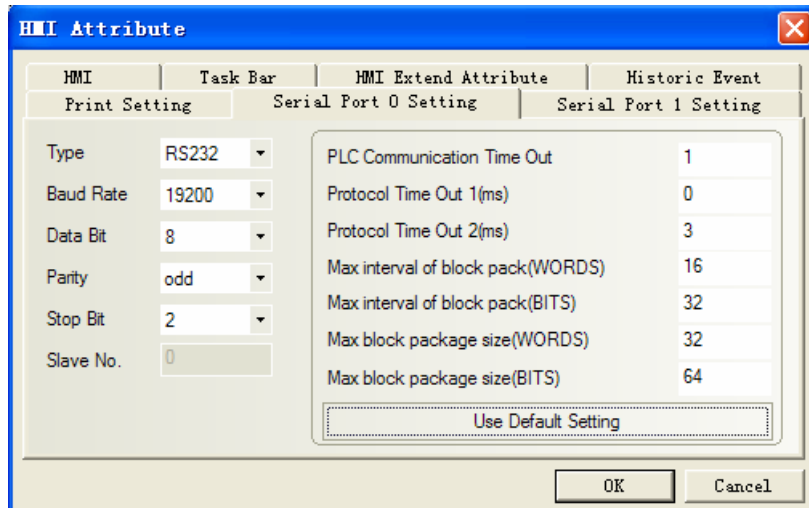 HMI Attribute
HMI Task Bar HMI Extend Attribute Historic Event
Print Setting Serial Port 0 Setting Serial Port 1 Setting
Type RS232
Baud Rate 19200
Data Bit 8
Parity odd
Stop Bit 2
Slave No. 0
PLC Communication Time Out 1
Protocol Time Out 1(ms) 0
Protocol Time Out 2(ms) 3
Max interval of block pack(WORDS) 16
Max interval of block pack(BITS) 32
Max block package size(WORDS) 32
Max block package size(BITS) 64
Use Default Setting
OK Cancel